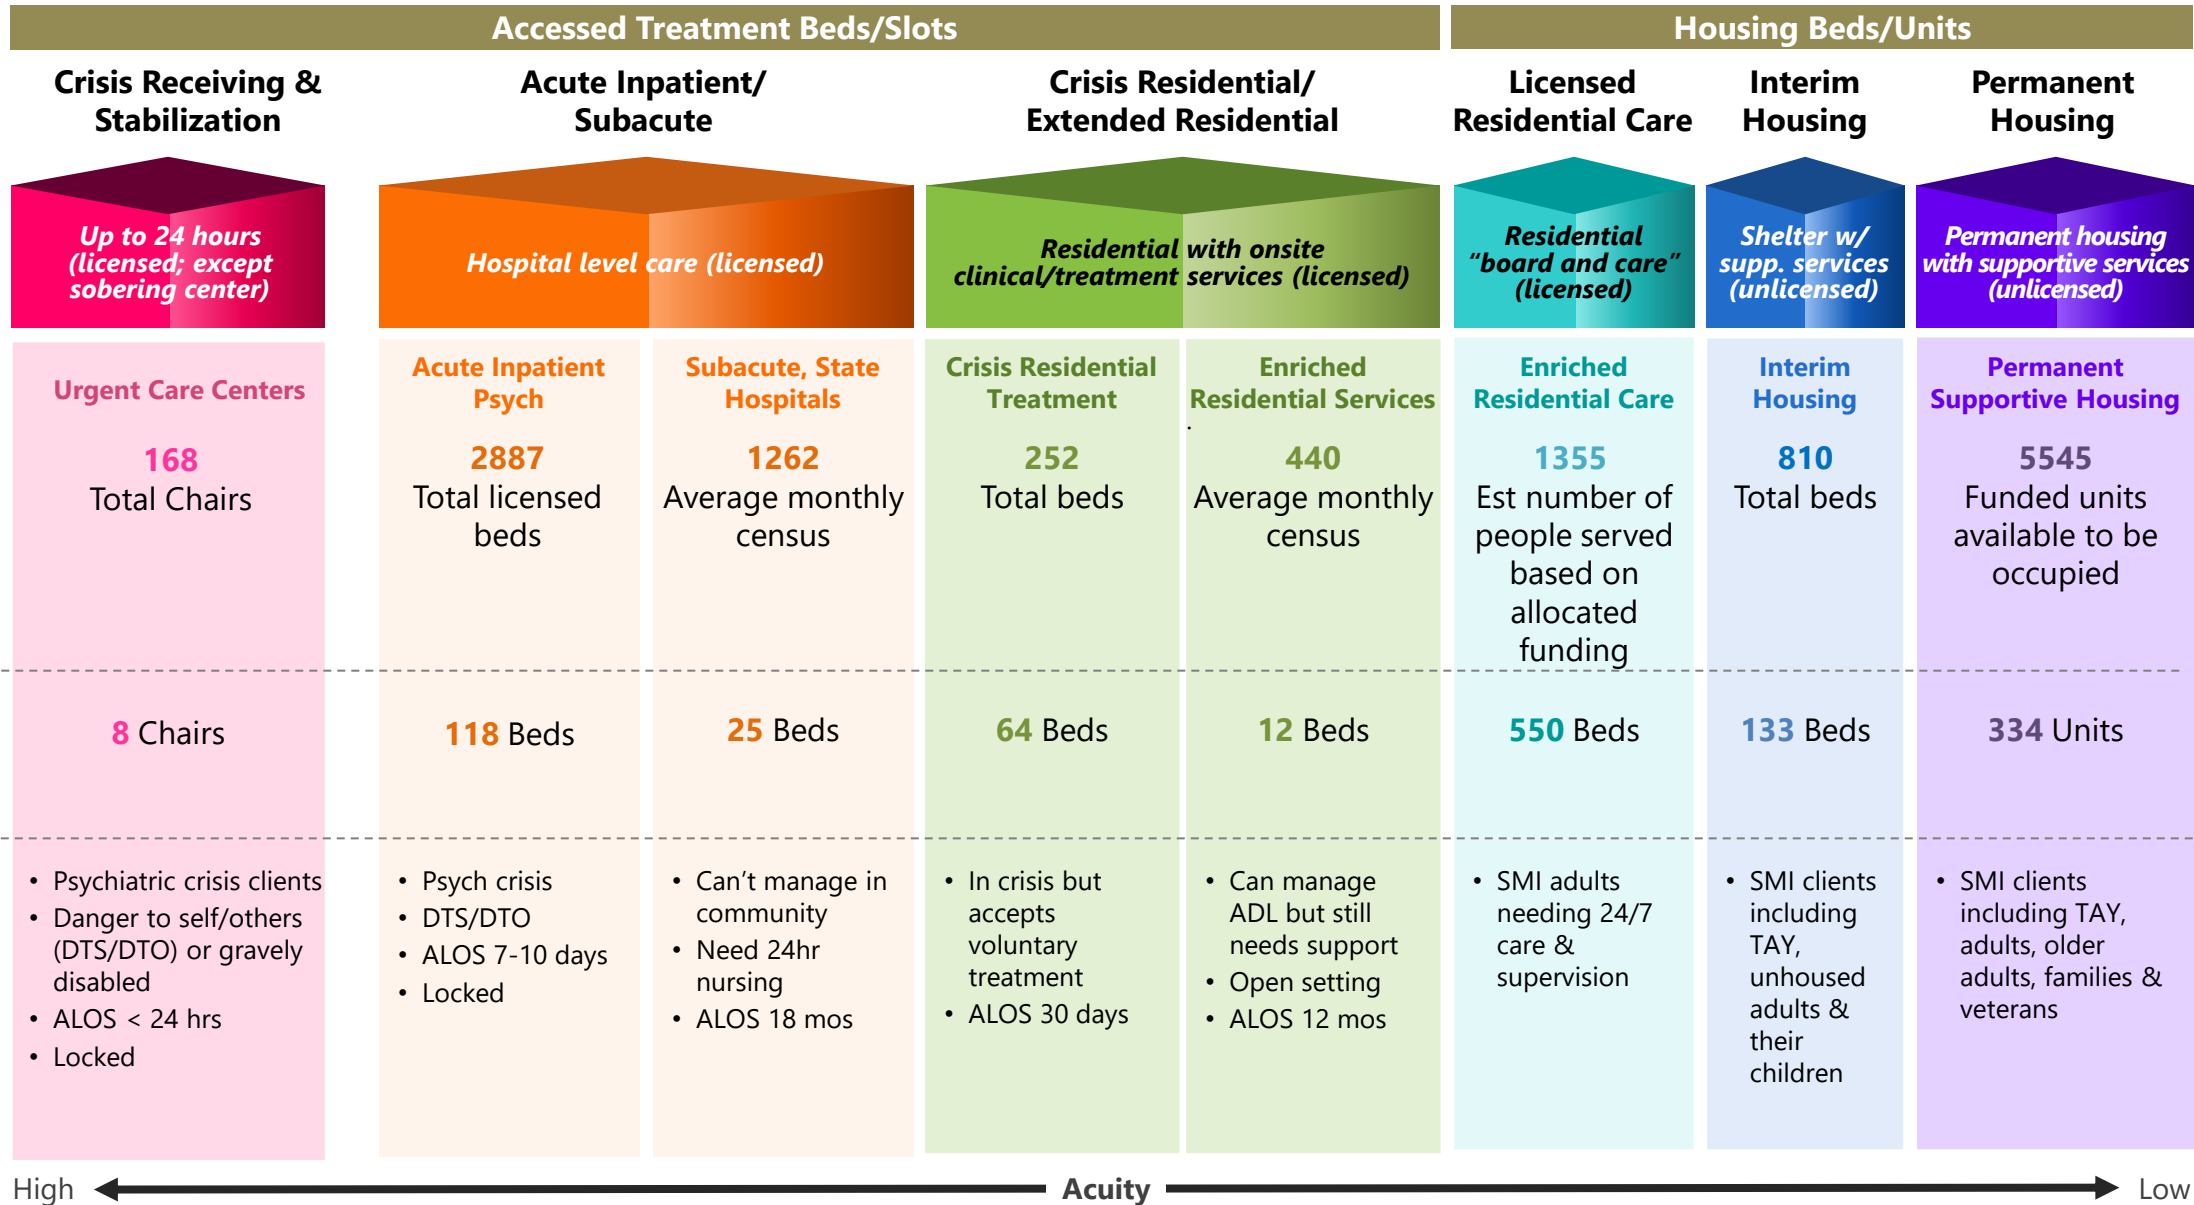 Accessed Treatment Beds/Slots
Housing Beds/Units
Crisis Receiving &
Stabilization
Acute Inpatient/
Subacute
Crisis Residential/
Extended Residential
Licensed
Residential Care
Interim
Housing
Permanent
Housing
Up to 24 hours
(licensed; except
sobering center)
Hospital level care (licensed)
Residential with onsite
clinical/treatment services (licensed)
Residential
“board and care”
(licensed)
Shelter w/
supp. services
(unlicensed)
Permanent housing
with supportive services
(unlicensed)
Urgent Care Centers
168
Total Chairs
Acute Inpatient
Psych
2887
Total licensed
beds
Subacute, State
Hospitals
1262
Average monthly
census
Crisis Residential
Treatment
252
Total beds
Enriched
Residential Services
.
440
Average monthly
census
Enriched
Residential Care
1355
Est number of
people served
based on
allocated
funding
Interim
Housing
810
Total beds
Permanent
Supportive Housing
5545
Funded units
available to be
occupied
8 Chairs
118 Beds
25 Beds
64 Beds
12 Beds
550 Beds
133 Beds
334 Units
• Psychiatric crisis clients
• Danger to self/others
(DTS/DTO) or gravely
disabled
• ALOS < 24 hrs
• Locked
• Psych crisis
• DTS/DTO
• ALOS 7-10 days
• Locked
• Can’t manage in
community
• Need 24hr
nursing
• ALOS 18 mos
• In crisis but
accepts
voluntary
treatment
• ALOS 30 days
• Can manage
ADL but still
needs support
• Open setting
• ALOS 12 mos
• SMI adults
needing 24/7
care &
supervision
• SMI clients
including
TAY,
unhoused
adults &
their
children
• SMI clients
including TAY,
adults, older
adults, families &
veterans
High
Acuity
Low